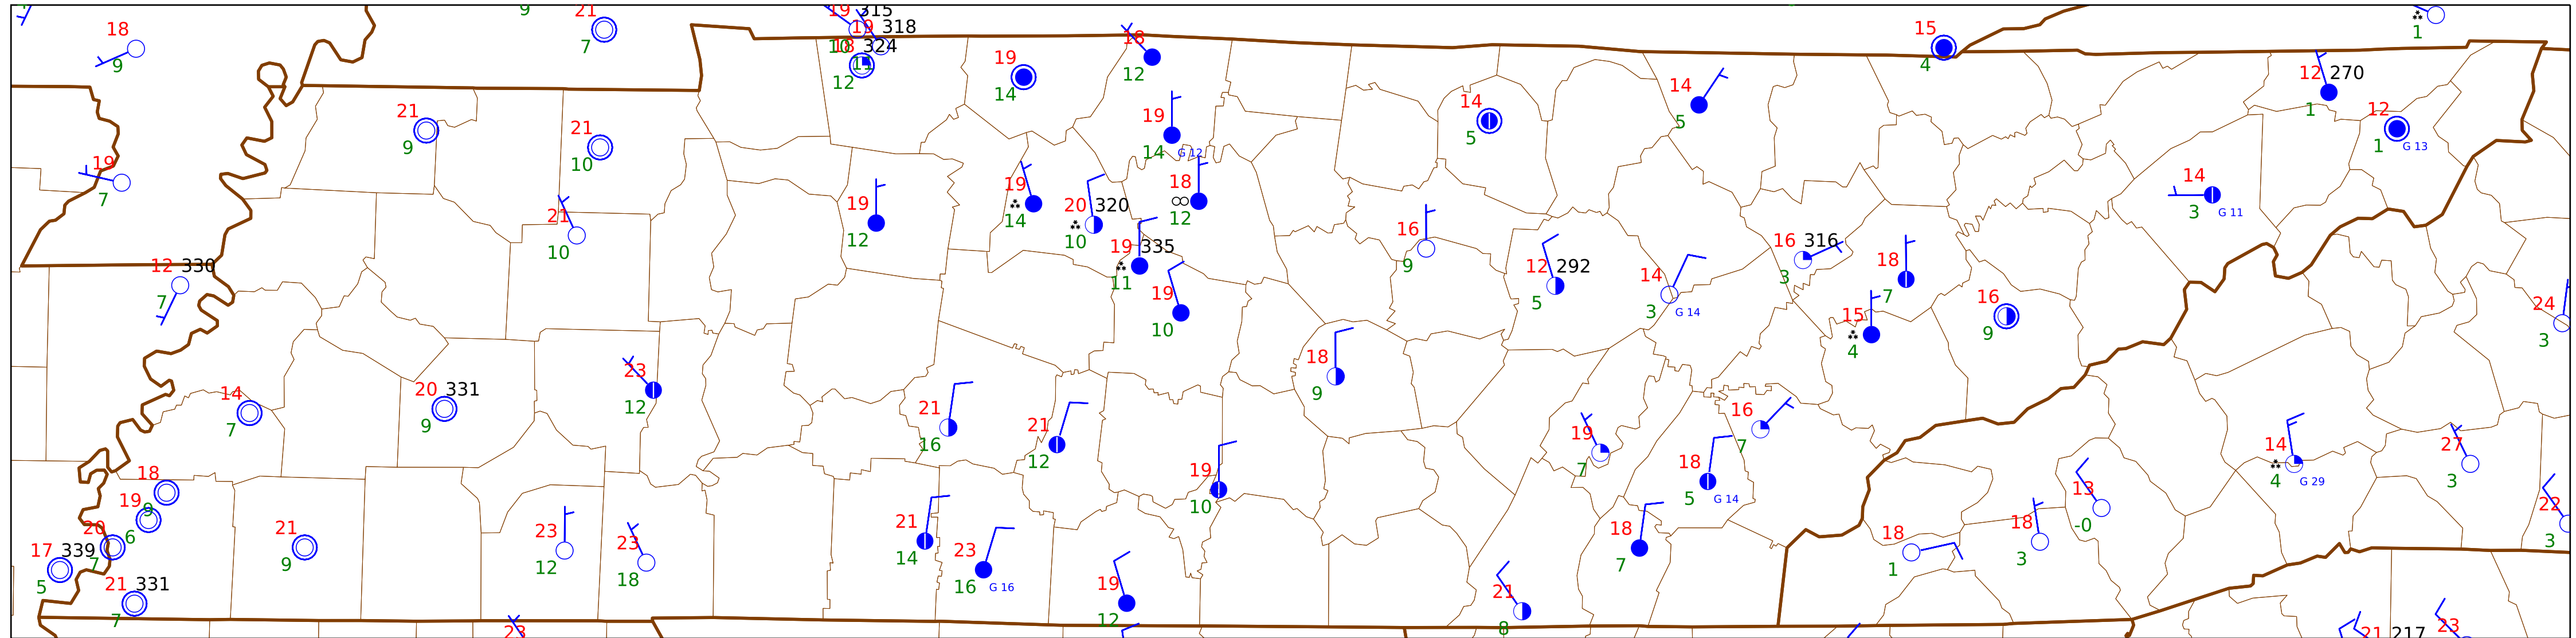 9 21 19 315
18 7 19 318 18 15 1
9 10 18 324 11 12 19 14 12 4 12 270 1
21 9 21 10 19 14 G 12 14 5 14 5 12 1 G 13
19 7 21 10 19 12 19 14 20 320 10 18 ∞ 12 14 3 G 11
12 330 7 19 335 11 19 10 16 9 12 292 5 14 3 G 14 16 316 3 18 7 15 4 16 9 24 3
14 7 20 331 9 23 12 21 16 21 12 18 9 19 7 16 7 14 4 G 29 27 3
18 9 19 6 20 7 17 339 5 21 331 7 21 9 23 12 23 18 21 14 23 16 G 16 19 10 19 12 18 5 G 14 18 7 21 8 18 1 18 3 13 -0 22 3
23 21 217 23